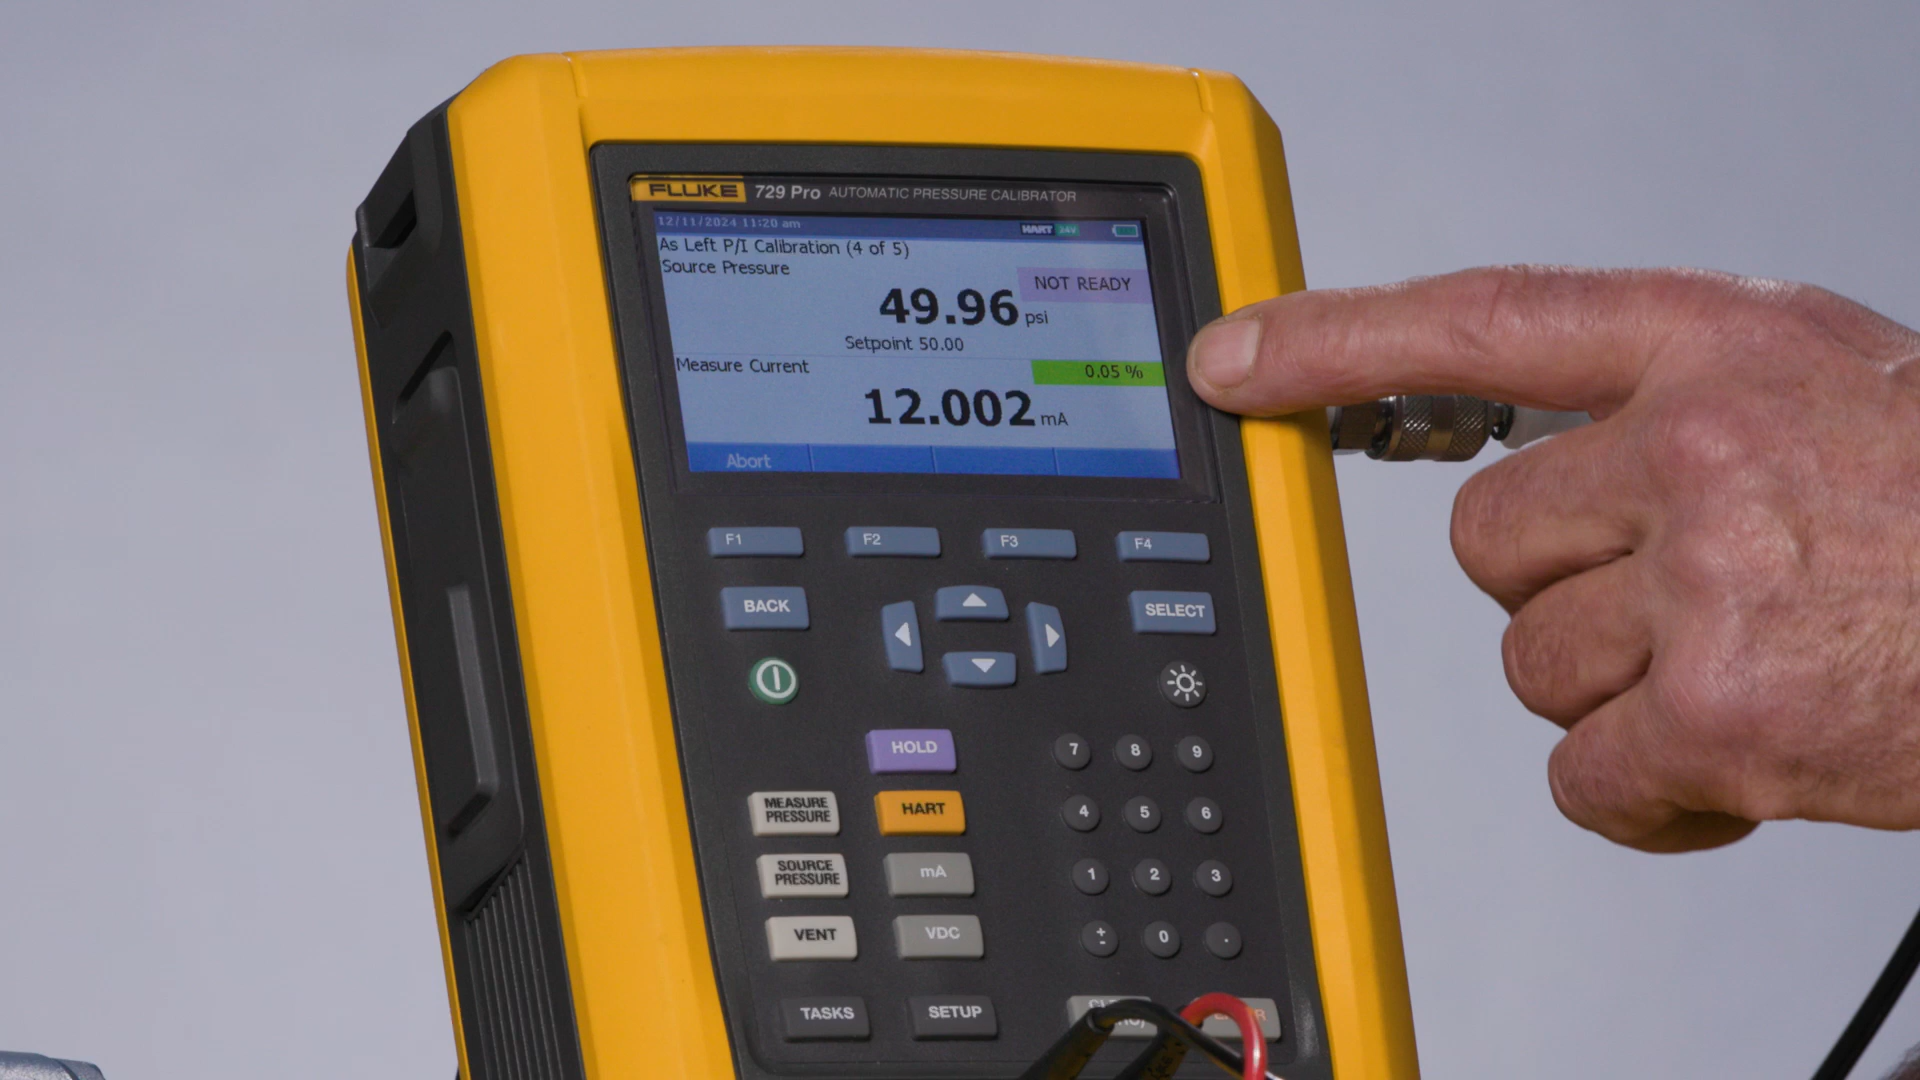 FLUKE 729 Pro AUTOMATIC PRESSURE CALIBRATOR
12/11/2024 11:20 am HART 24V
As Left P/I Calibration (4 of 5)
Source Pressure
NOT READY
49.96 psi
Setpoint 50.00
Measure Current
0.05 %
12.002 mA
Abort
F1 F2 F3 F4
BACK SELECT
HOLD 7 8 9
MEASURE PRESSURE HART 4 5 6
SOURCE PRESSURE mA 1 2 3
VENT VDC + - 0 .
TASKS SETUP